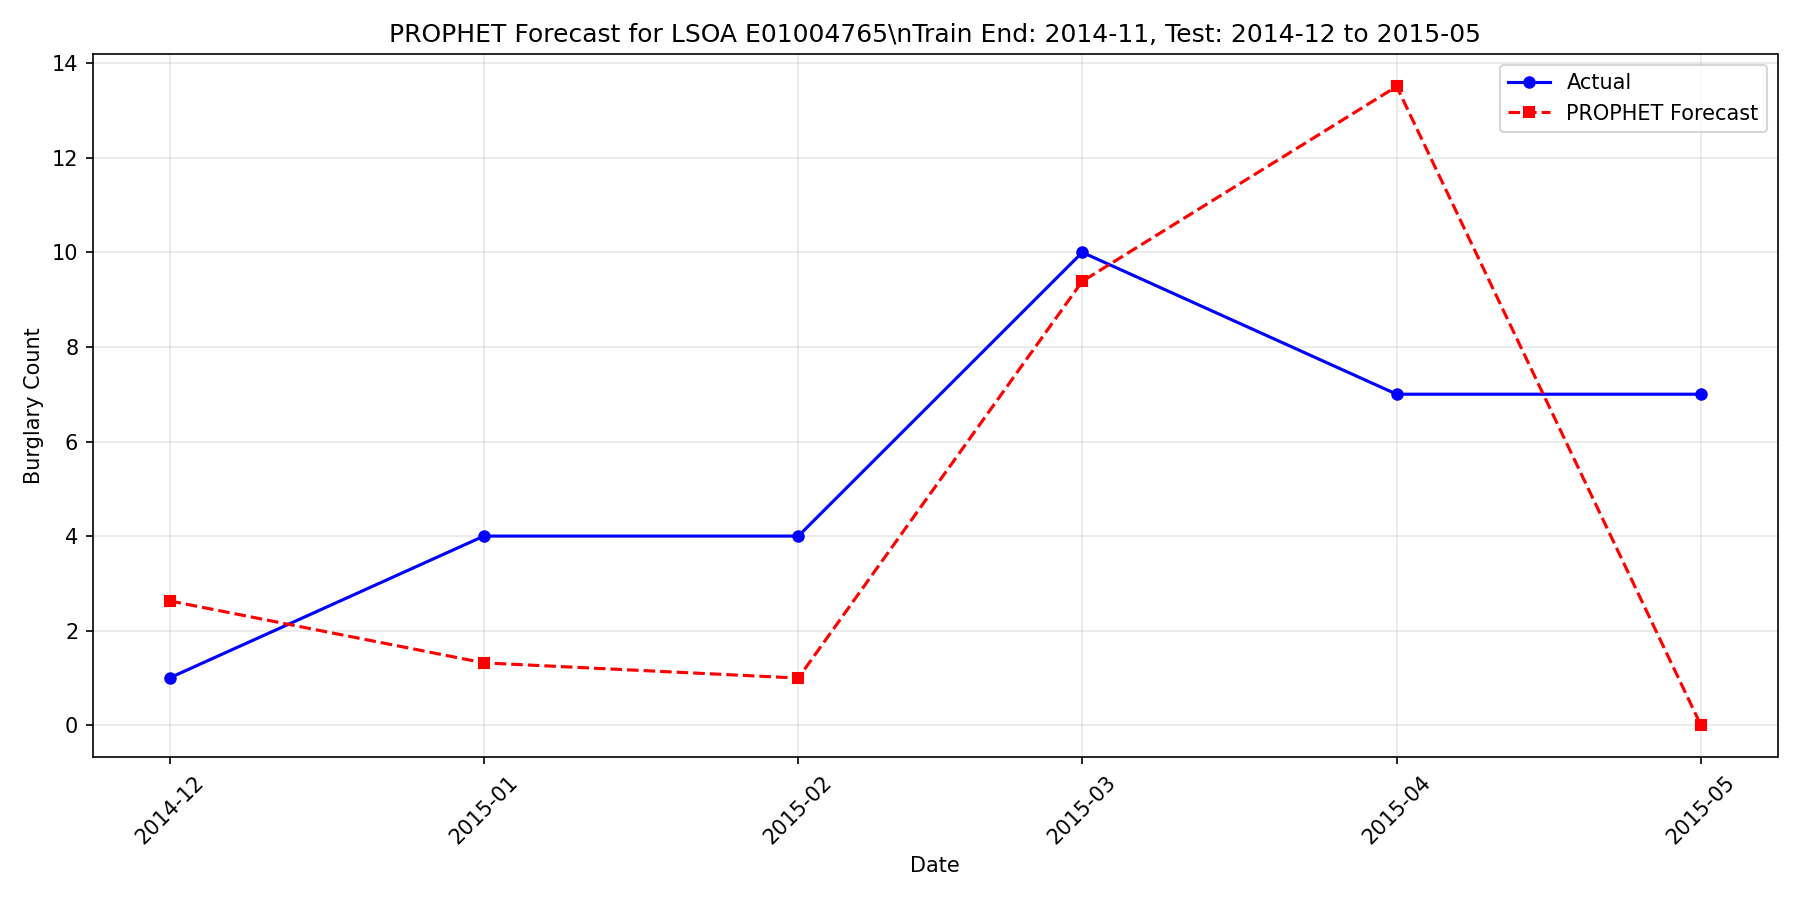 PROPHET Forecast for LSOA E01004765\nTrain End: 2014-11, Test: 2014-12 to 2015-05
Actual
PROPHET Forecast
Burglary Count
14
12
10
8
6
4
2
0
2014-12
2015-01
2015-02
2015-03
2015-04
2015-05
Date